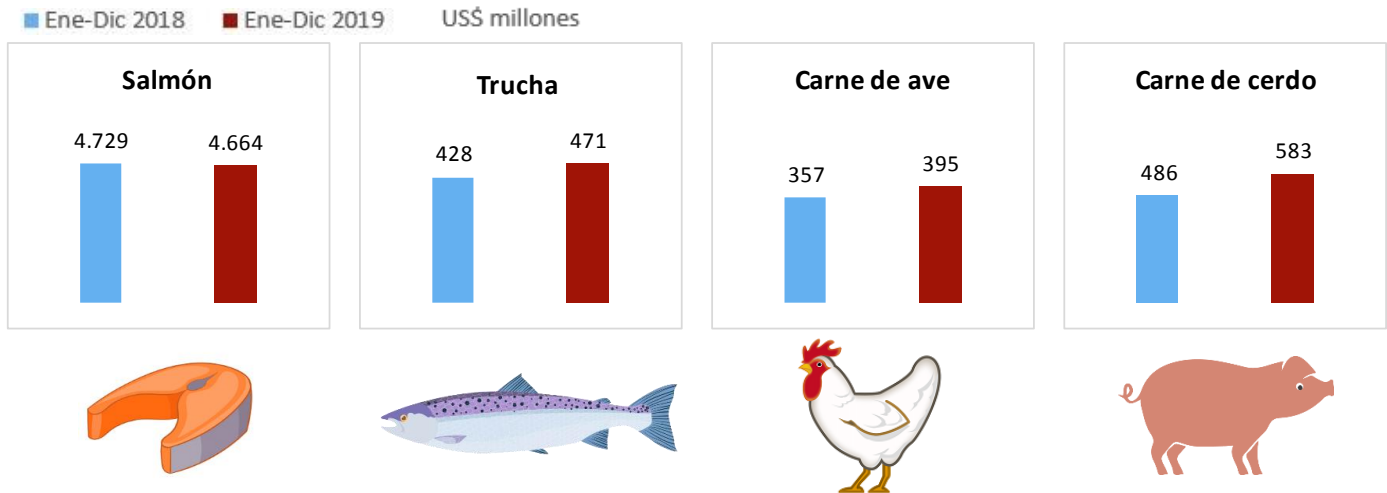 Ene-Dic 2018 Ene-Dic 2019 US$ millones
Salmón
4.729 4.664
Trucha
428 471
Carne de ave
357 395
Carne de cerdo
486 583